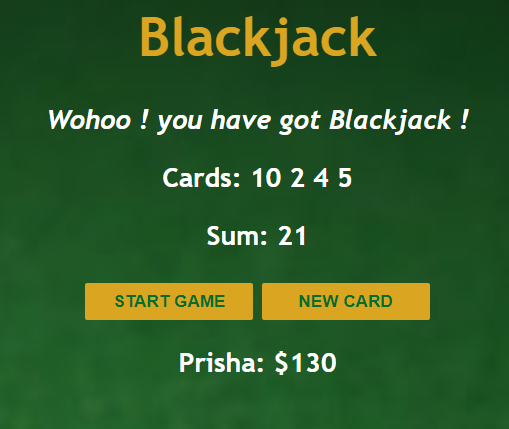 Blackjack
Wohoo ! you have got Blackjack !
Cards: 10 2 4 5
Sum: 21
START GAME NEW CARD
Prisha: $130